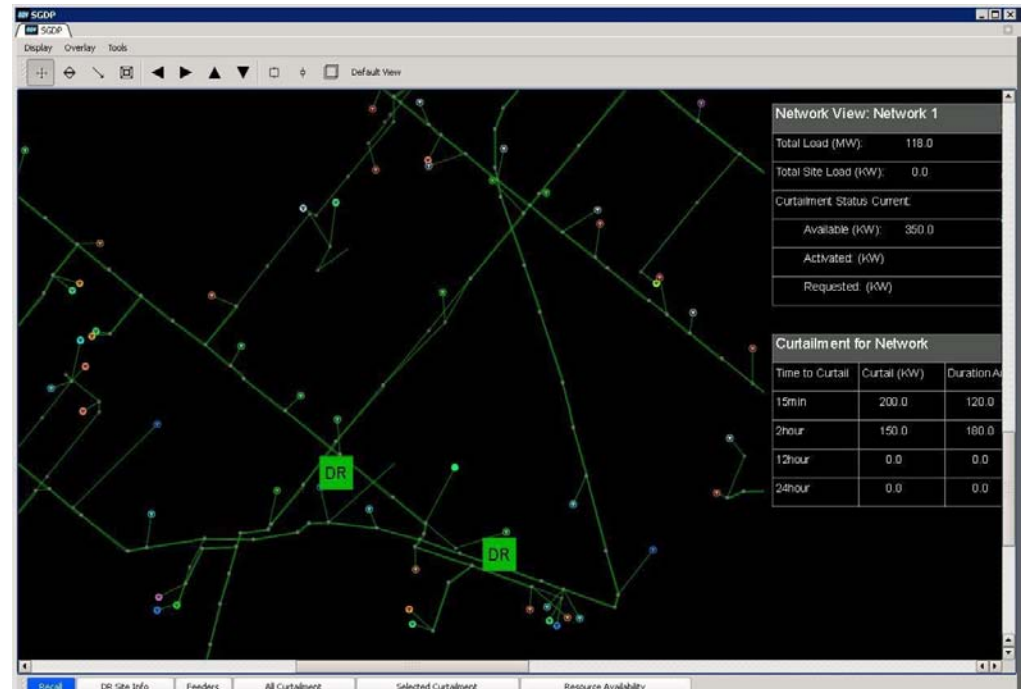 SGDP
SGDP
Display Overlay Tools
Default View
Network View: Network 1
Total Load (MW): 118.0
Total Site Load (KW): 0.0
Curtailment Status Current:
Available (KW): 350.0
Activated: (KW)
Requested: (KW)
Curtailment for Network
Time to Curtail Curtail (KW) Duration A
15min 200.0 120.0
2hour 150.0 180.0
12hour 0.0 0.0
24hour 0.0 0.0
DR
DR
Recall DR Site Info Feeders All Curtailment Selected Curtailment Resource Availability